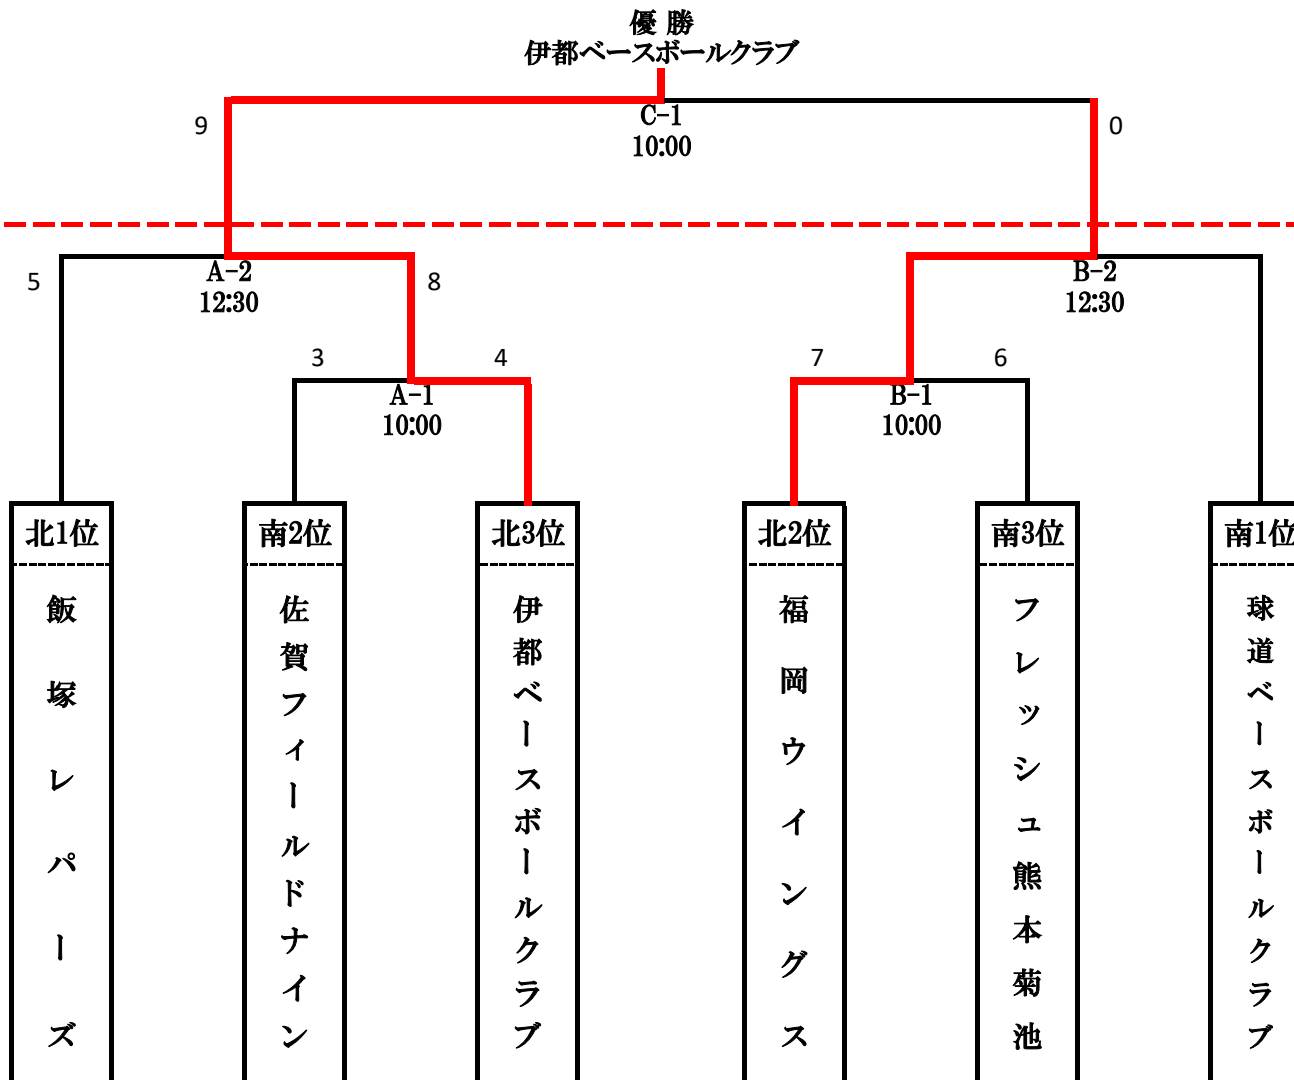 優 勝
伊都ベースボールクラブ
9
C-1
0
10:00
5
A-2
8
B-2
12:30
12:30
3
4
7
6
A-1
B-1
10:00
10:00
北1位
南2位
北3位
北2位
南3位
南1位
飯塚レパーズ
佐賀フィールドナイン
伊都ベースボールクラブ
福岡ウイングス
フレッシュ熊本菊池
球道ベースボールクラブ